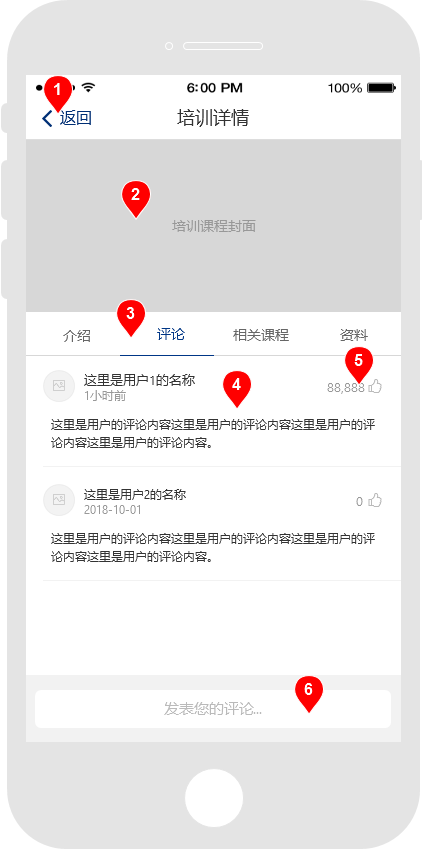 1
6:00 PM 100%
返回 培训详情
2
培训课程封面
3
介绍 评论 相关课程 资料
5
这里是用户1的名称 4 88,888
1小时前
这里是用户的评论内容这里是用户的评论内容这里是用户的评
论内容这里是用户的评论内容。
这里是用户2的名称 0
2018-10-01
这里是用户的评论内容这里是用户的评论内容这里是用户的评
论内容这里是用户的评论内容。
6
发表您的评论...